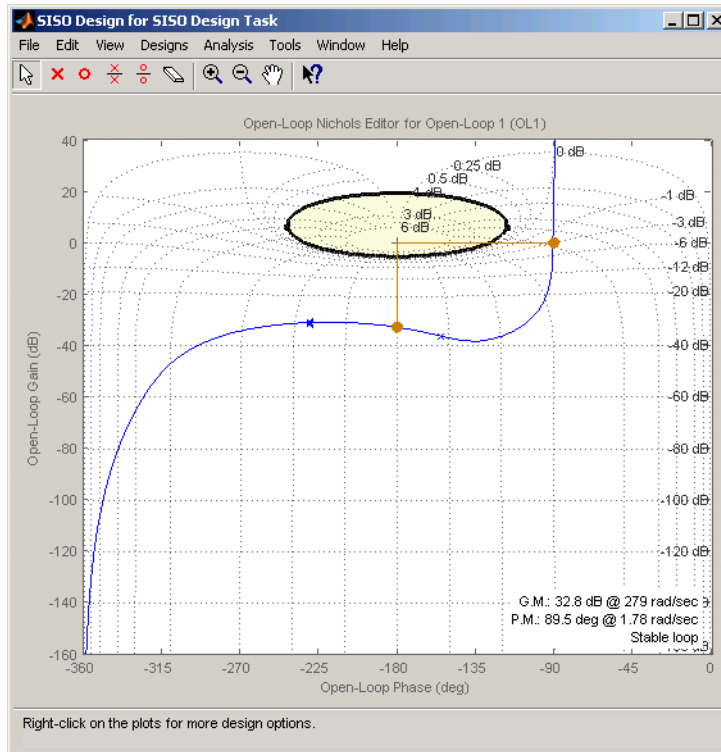 SISO Design for SISO Design Task
File Edit View Designs Analysis Tools Window Help
Open-Loop Nichols Editor for Open-Loop 1 (OL1)
40
20
0
-20
-40
-60
-80
-100
-120
-140
-160
Open-Loop Gain (dB)
0 dB
-0.25 dB
0.5 dB
3 dB
6 dB
-1 dB
-3 dB
-6 dB
-12 dB
-20 dB
-40 dB
-60 dB
-80 dB
-100 dB
-120 dB
G.M.: 32.8 dB @ 279 rad/sec
P.M.: 89.5 deg @ 1.78 rad/sec
Stable loop
-360 -315 -270 -225 -180 -135 -90 -45 0
Open-Loop Phase (deg)
Right-click on the plots for more design options.